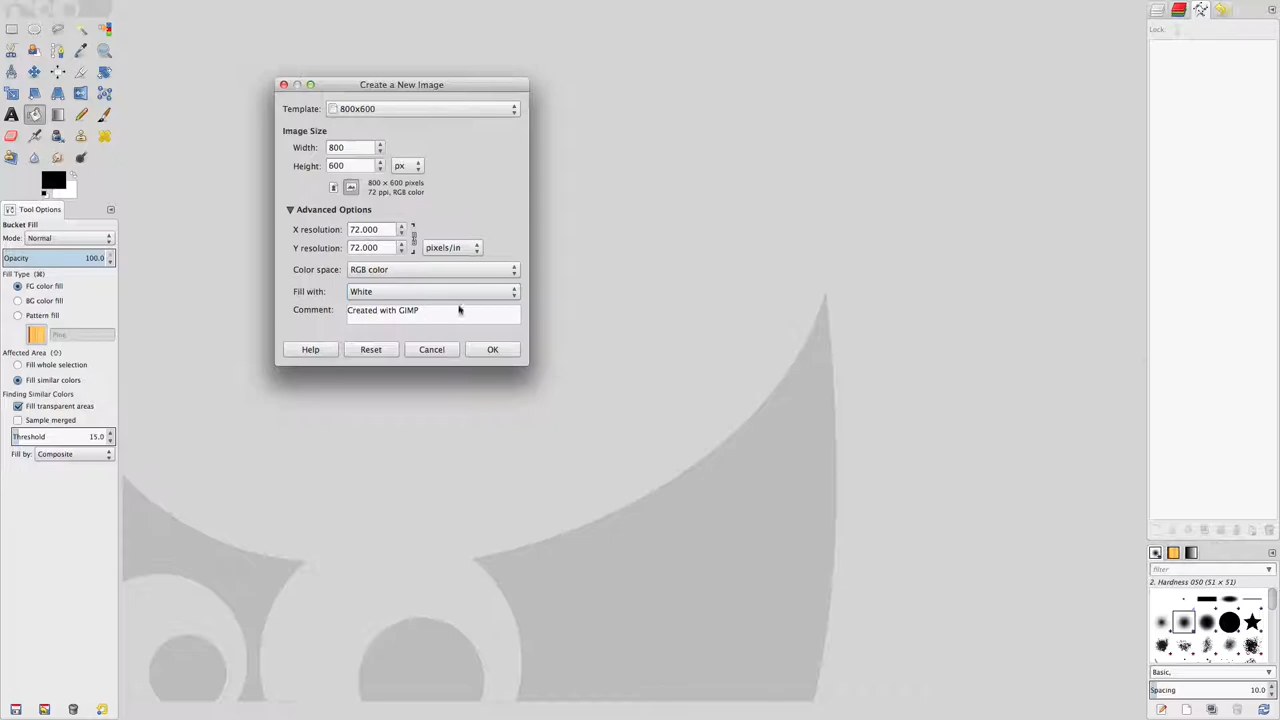 Create a New Image
Template: 800x600
Image Size
Width: 800
Height: 600 px
800 × 600 pixels
72 ppi, RGB color
Advanced Options
X resolution: 72.000
Y resolution: 72.000 pixels/in
Color space: RGB color
Fill with: White
Comment: Created with GIMP
Help Reset Cancel OK
Tool Options
Bucket Fill
Mode: Normal
Opacity 100.0
Fill Type (⌘)
FG color fill
BG color fill
Pattern fill
Pine
Affected Area (⇧)
Fill whole selection
Fill similar colors
Finding Similar Colors
Fill transparent areas
Sample merged
Threshold 15.0
Fill by: Composite
Lock:
filter
2. Hardness 050 (51 × 51)
Basic,
Spacing 10.0